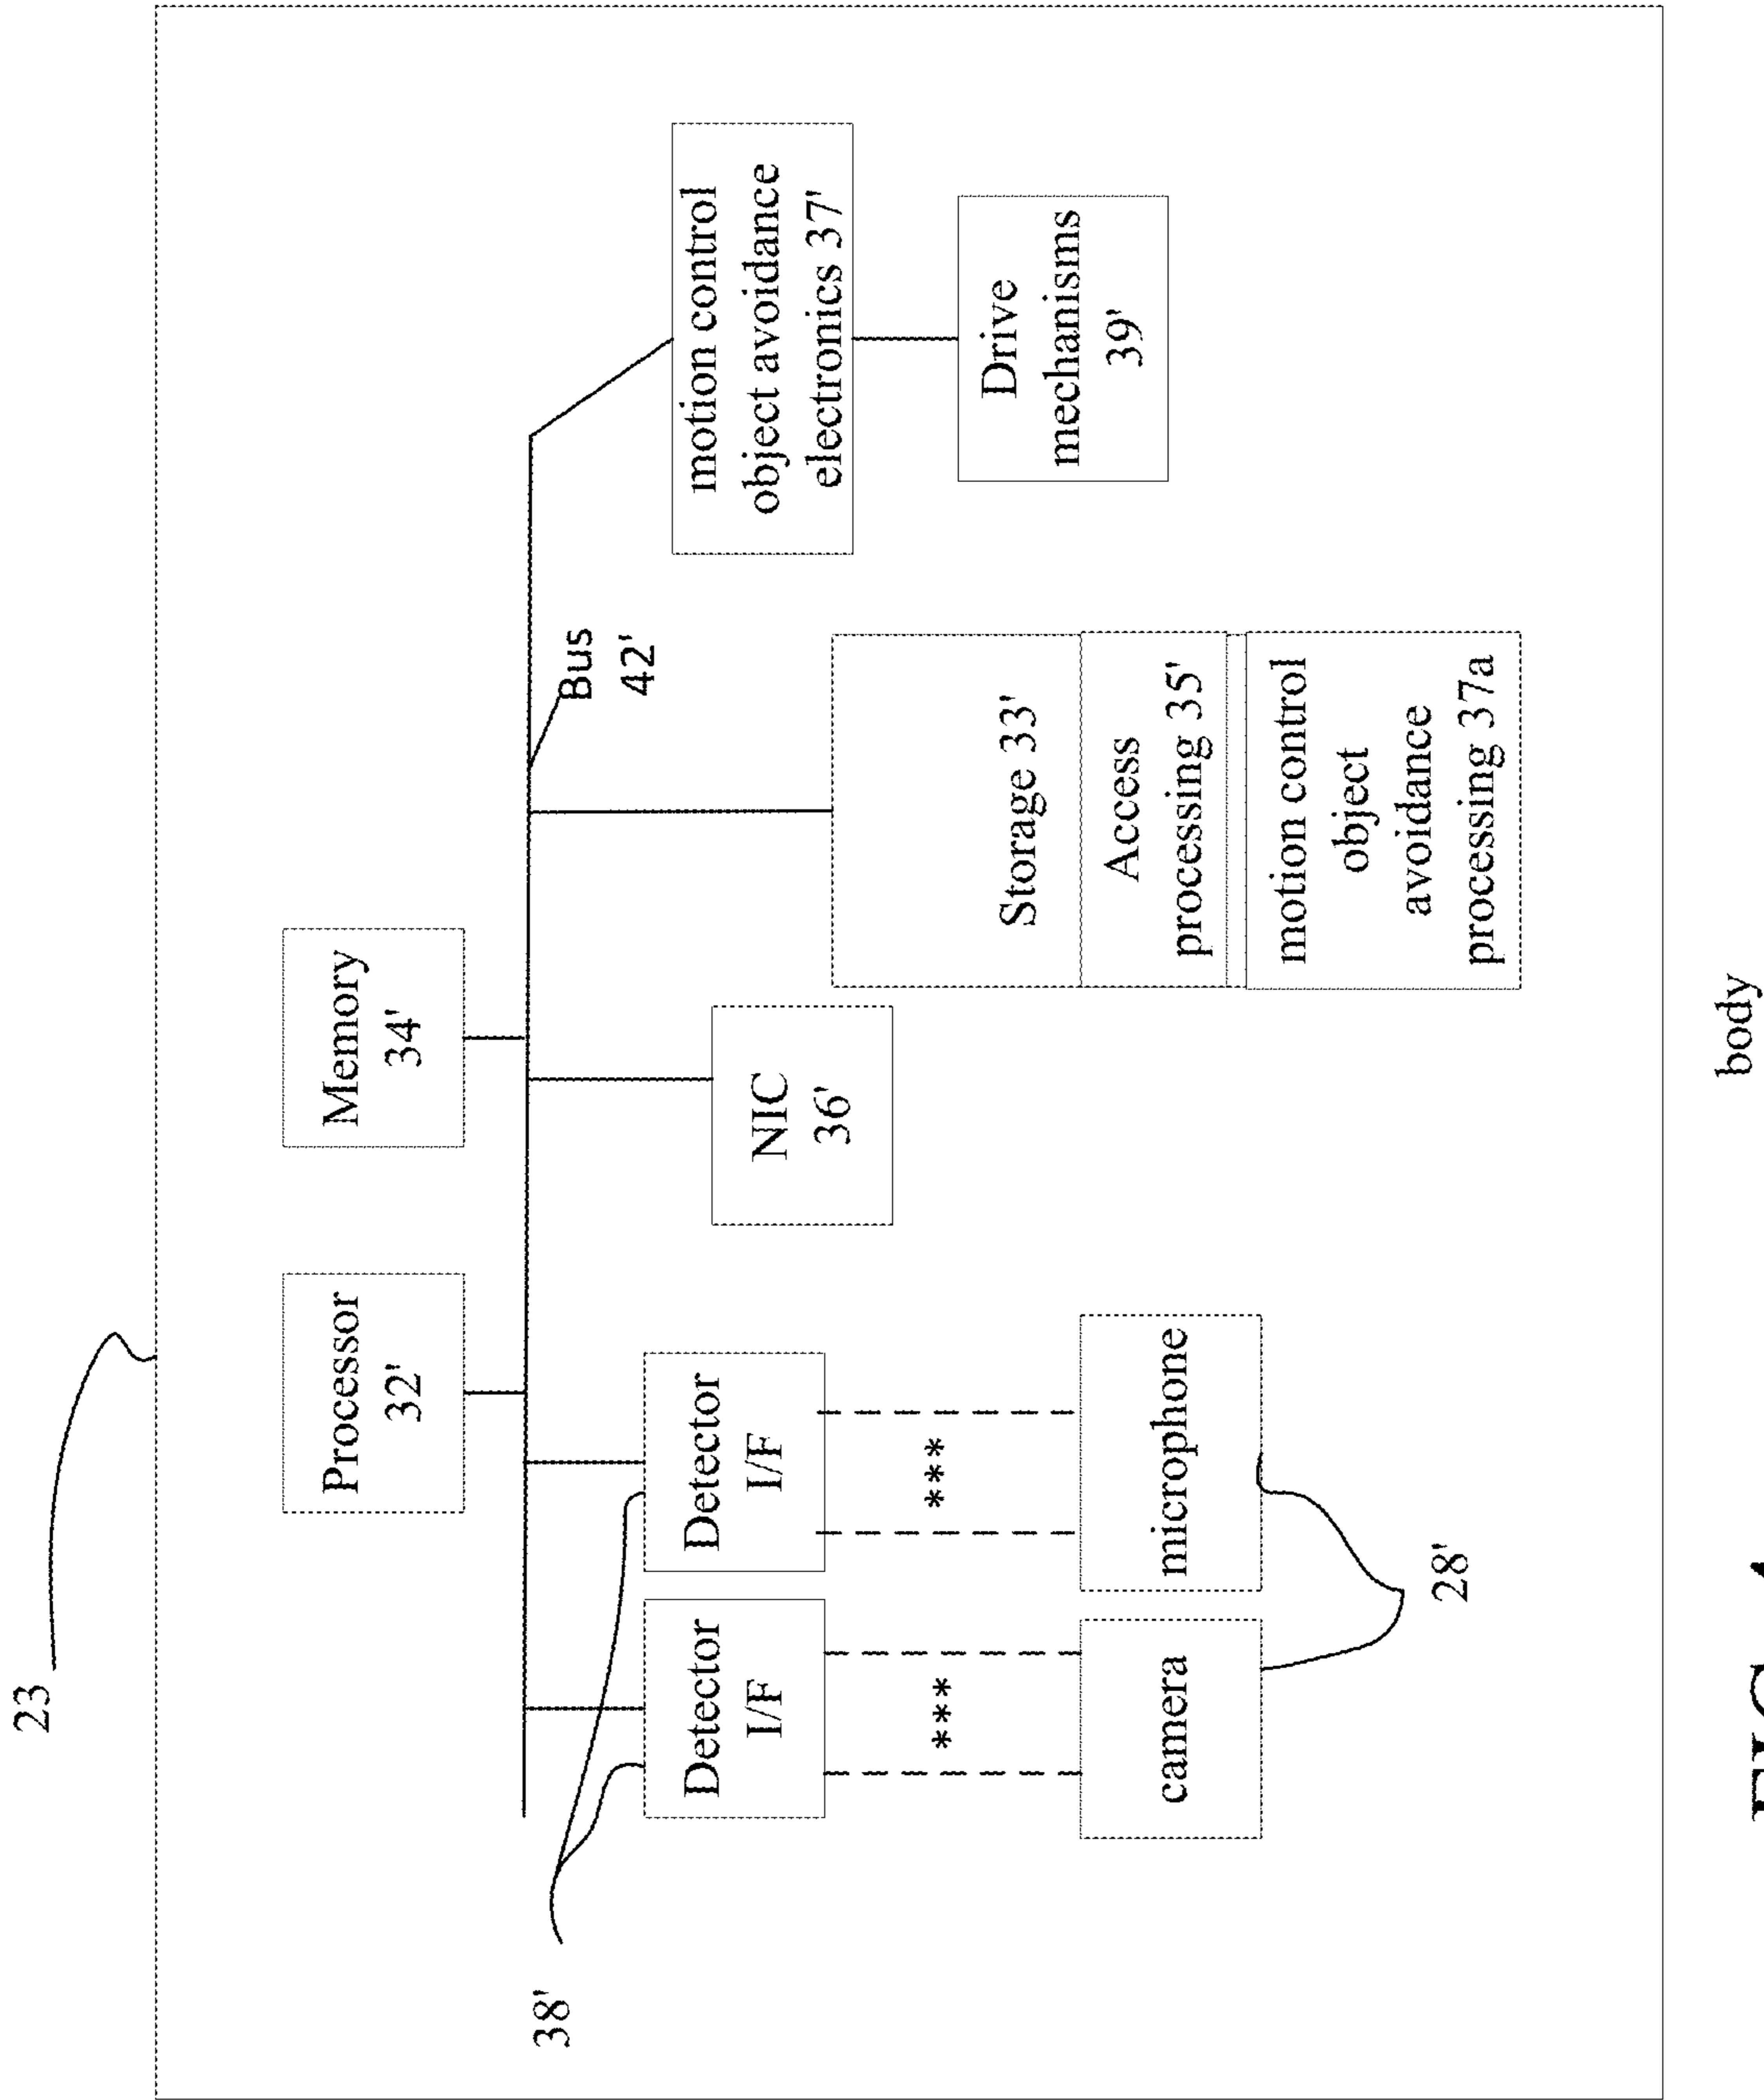 23
Processor
32'
Memory
34'
Bus
42'
38'
Detector
I/F
Detector
I/F
NIC
36'
motion control
object avoidance
electronics 37'
***
***
Storage 33'
Access
processing 35'
motion control
object
avoidance
processing 37a
Drive
mechanisms
39'
camera
microphone
28'
body